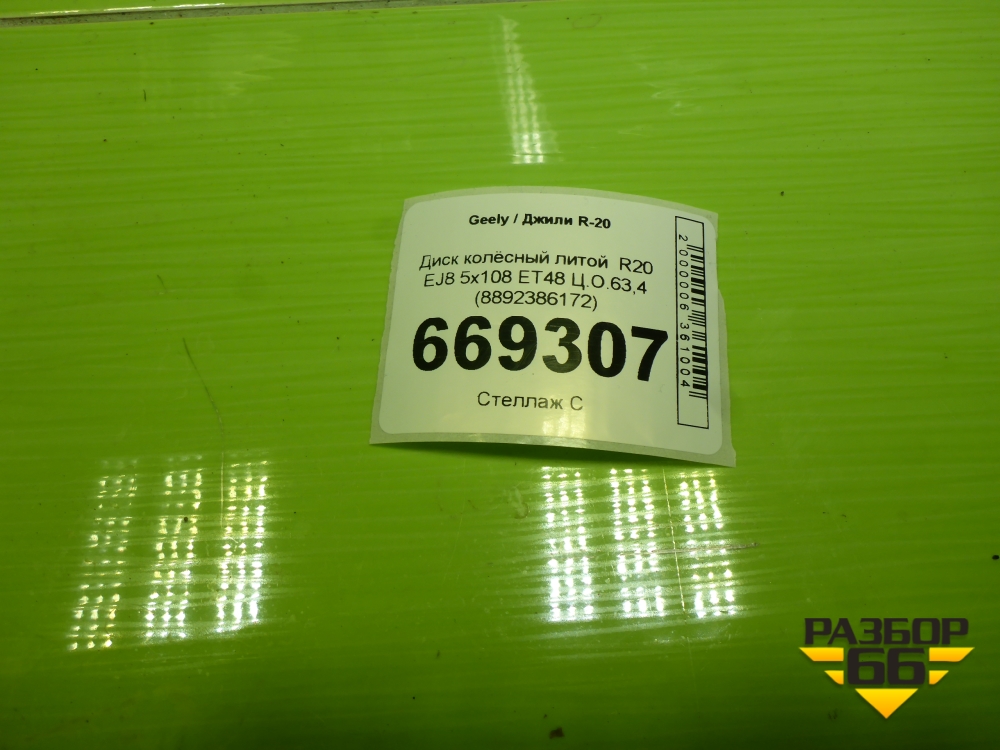 Geely / Джили R-20
Диск колёсный литой R20
EJ8 5x108 ET48 Ц.О.63,4
(8892386172)
669307
Стеллаж С
2000006361004
РАЗБОР
66